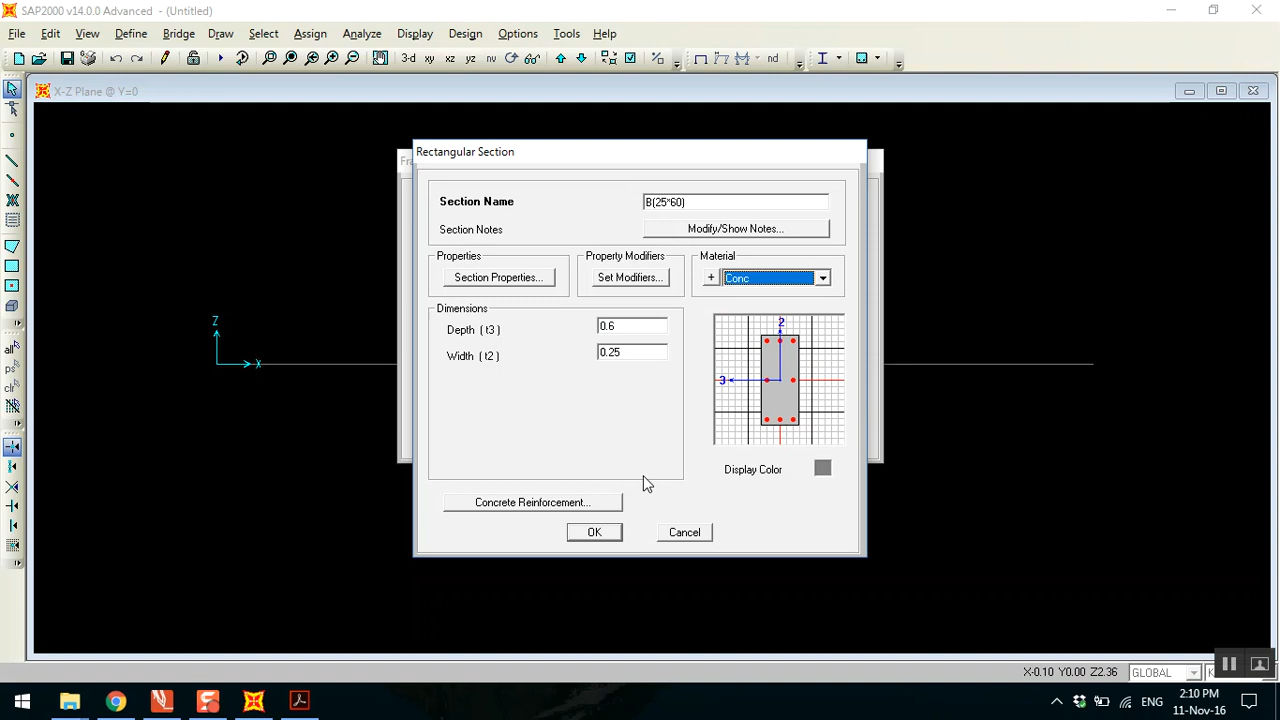 SAP2000 v14.0.0 Advanced - (Untitled)
File Edit View Define Bridge Draw Select Assign Analyze Display Design Options Tools Help
3-d xy xz yz nv nd
X-Z Plane @ Y=0
Rectangular Section
Section Name B(25*60)
Section Notes Modify/Show Notes...
Properties Property Modifiers Material
Section Properties... Set Modifiers... + Conc
Dimensions
Depth ( t3 ) 0.6
Width ( t2 ) 0.25
2
3
Z
X
all
ps
clr
Display Color
Concrete Reinforcement...
OK Cancel
X-0.10 Y0.00 Z2.36 GLOBAL
ENG
2:10 PM
11-Nov-16